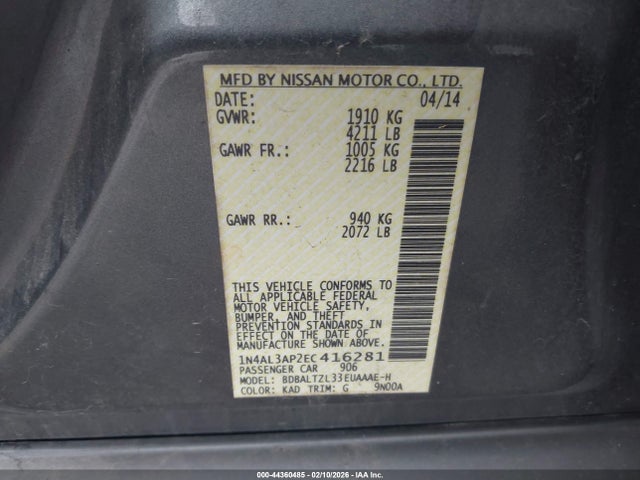 MFD BY NISSAN MOTOR CO., LTD.
DATE: 04/14
GVWR: 1910 KG
4211 LB
GAWR FR.: 1005 KG
2216 LB
GAWR RR.: 940 KG
2072 LB
THIS VEHICLE CONFORMS TO
ALL APPLICABLE FEDERAL
MOTOR VEHICLE SAFETY,
BUMPER, AND THEFT
PREVENTION STANDARDS IN
EFFECT ON THE DATE OF
MANUFACTURE SHOWN ABOVE.
1N4AL3AP2EC416281
PASSENGER CAR 906
MODEL: BDBALTZL33EUAAAE-H
COLOR: KAD TRIM: G 9N00A
000-44360485 - 02/10/2026 - IAA Inc.